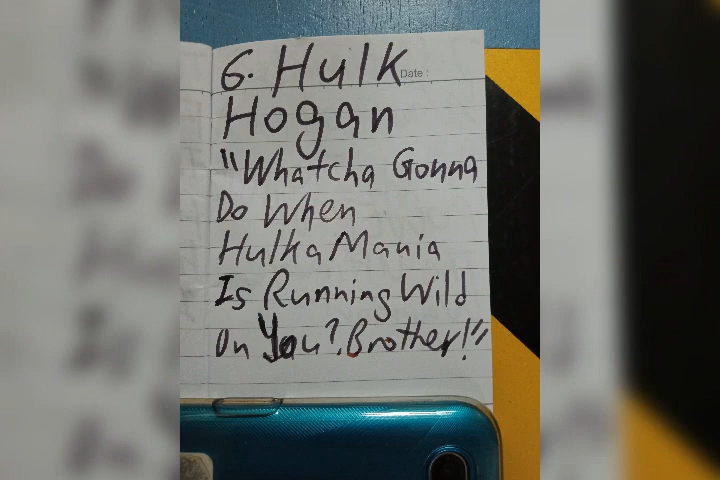 6. Hulk
Date :
Hogan
"Whatcha Gonna
Do When
HulkaMania
Is Running Wild
On You?, Brother!"